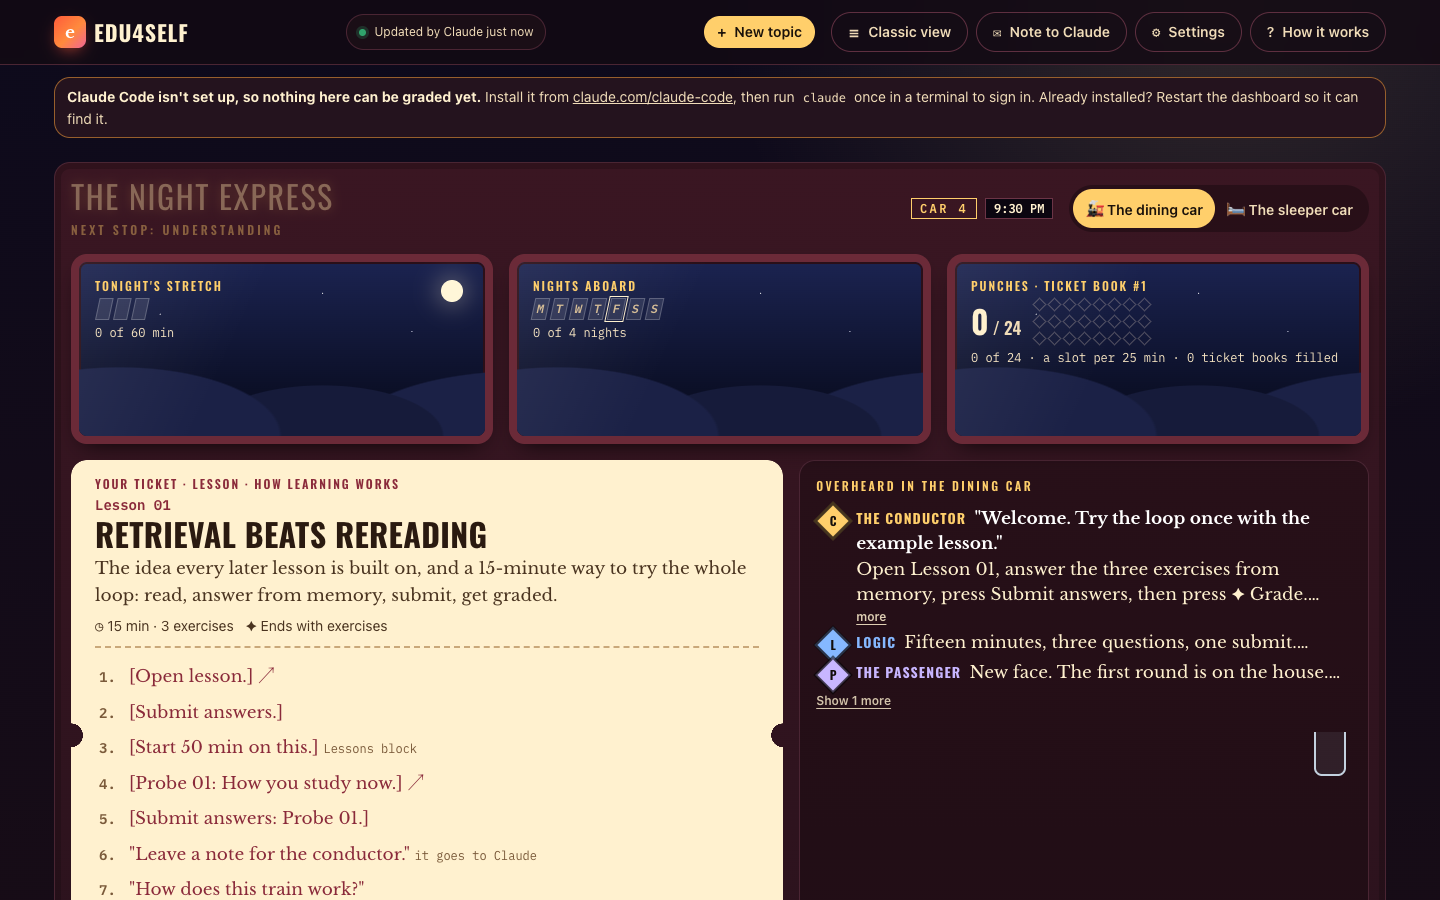 e EDU4SELF
Updated by Claude just now
+ New topic
≡ Classic view
✉ Note to Claude
⚙ Settings
? How it works
Claude Code isn't set up, so nothing here can be graded yet. Install it from claude.com/claude-code, then run claude once in a terminal to sign in. Already installed? Restart the dashboard so it can
find it.
THE NIGHT EXPRESS
NEXT STOP: UNDERSTANDING
CAR 4
9:30 PM
The dining car
The sleeper car
TONIGHT'S STRETCH
0 of 60 min
NIGHTS ABOARD
M T W T F S S
0 of 4 nights
PUNCHES · TICKET BOOK #1
0 / 24
0 of 24 · a slot per 25 min · 0 ticket books filled
YOUR TICKET · LESSON · HOW LEARNING WORKS
Lesson 01
RETRIEVAL BEATS REREADING
The idea every later lesson is built on, and a 15-minute way to try the whole
loop: read, answer from memory, submit, get graded.
◷ 15 min · 3 exercises ✦ Ends with exercises
1. [Open lesson.] ↗
2. [Submit answers.]
3. [Start 50 min on this.] Lessons block
4. [Probe 01: How you study now.] ↗
5. [Submit answers: Probe 01.]
6. "Leave a note for the conductor." it goes to Claude
7. "How does this train work?"
OVERHEARD IN THE DINING CAR
C THE CONDUCTOR "Welcome. Try the loop once with the
example lesson."
Open Lesson 01, answer the three exercises from
memory, press Submit answers, then press ✦ Grade.…
more
L LOGIC Fifteen minutes, three questions, one submit.…
P THE PASSENGER New face. The first round is on the house.…
Show 1 more